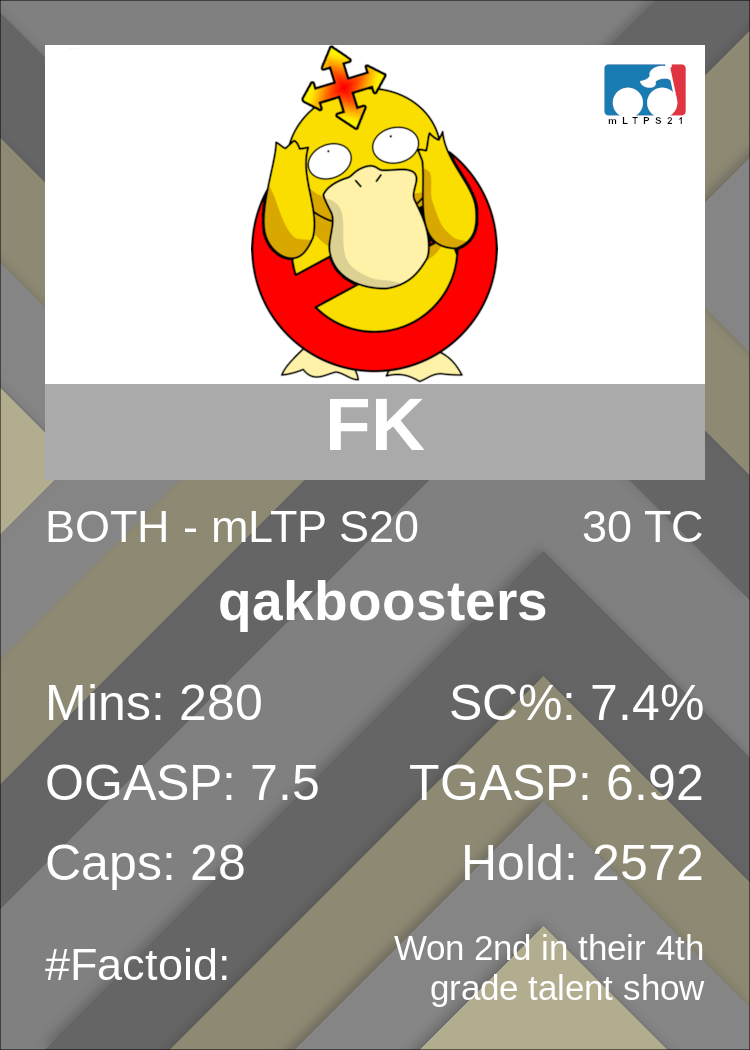 mLTPS21
FK
BOTH - mLTP S20 30 TC
qakboosters
Mins: 280 SC%: 7.4%
OGASP: 7.5 TGASP: 6.92
Caps: 28 Hold: 2572
#Factoid: Won 2nd in their 4th
grade talent show